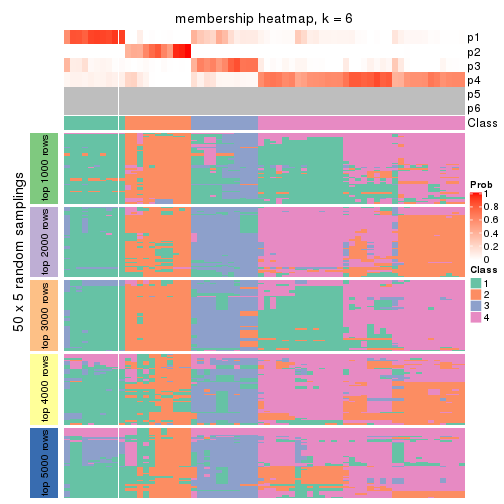 membership heatmap, k = 6
p1
p2
p3
p4
p5
p6
Class
50 x 5 random samplings
top 1000 rows
top 2000 rows
top 3000 rows
top 4000 rows
top 5000 rows
Prob
1
0.8
0.6
0.4
0.2
0
Class
1
2
3
4